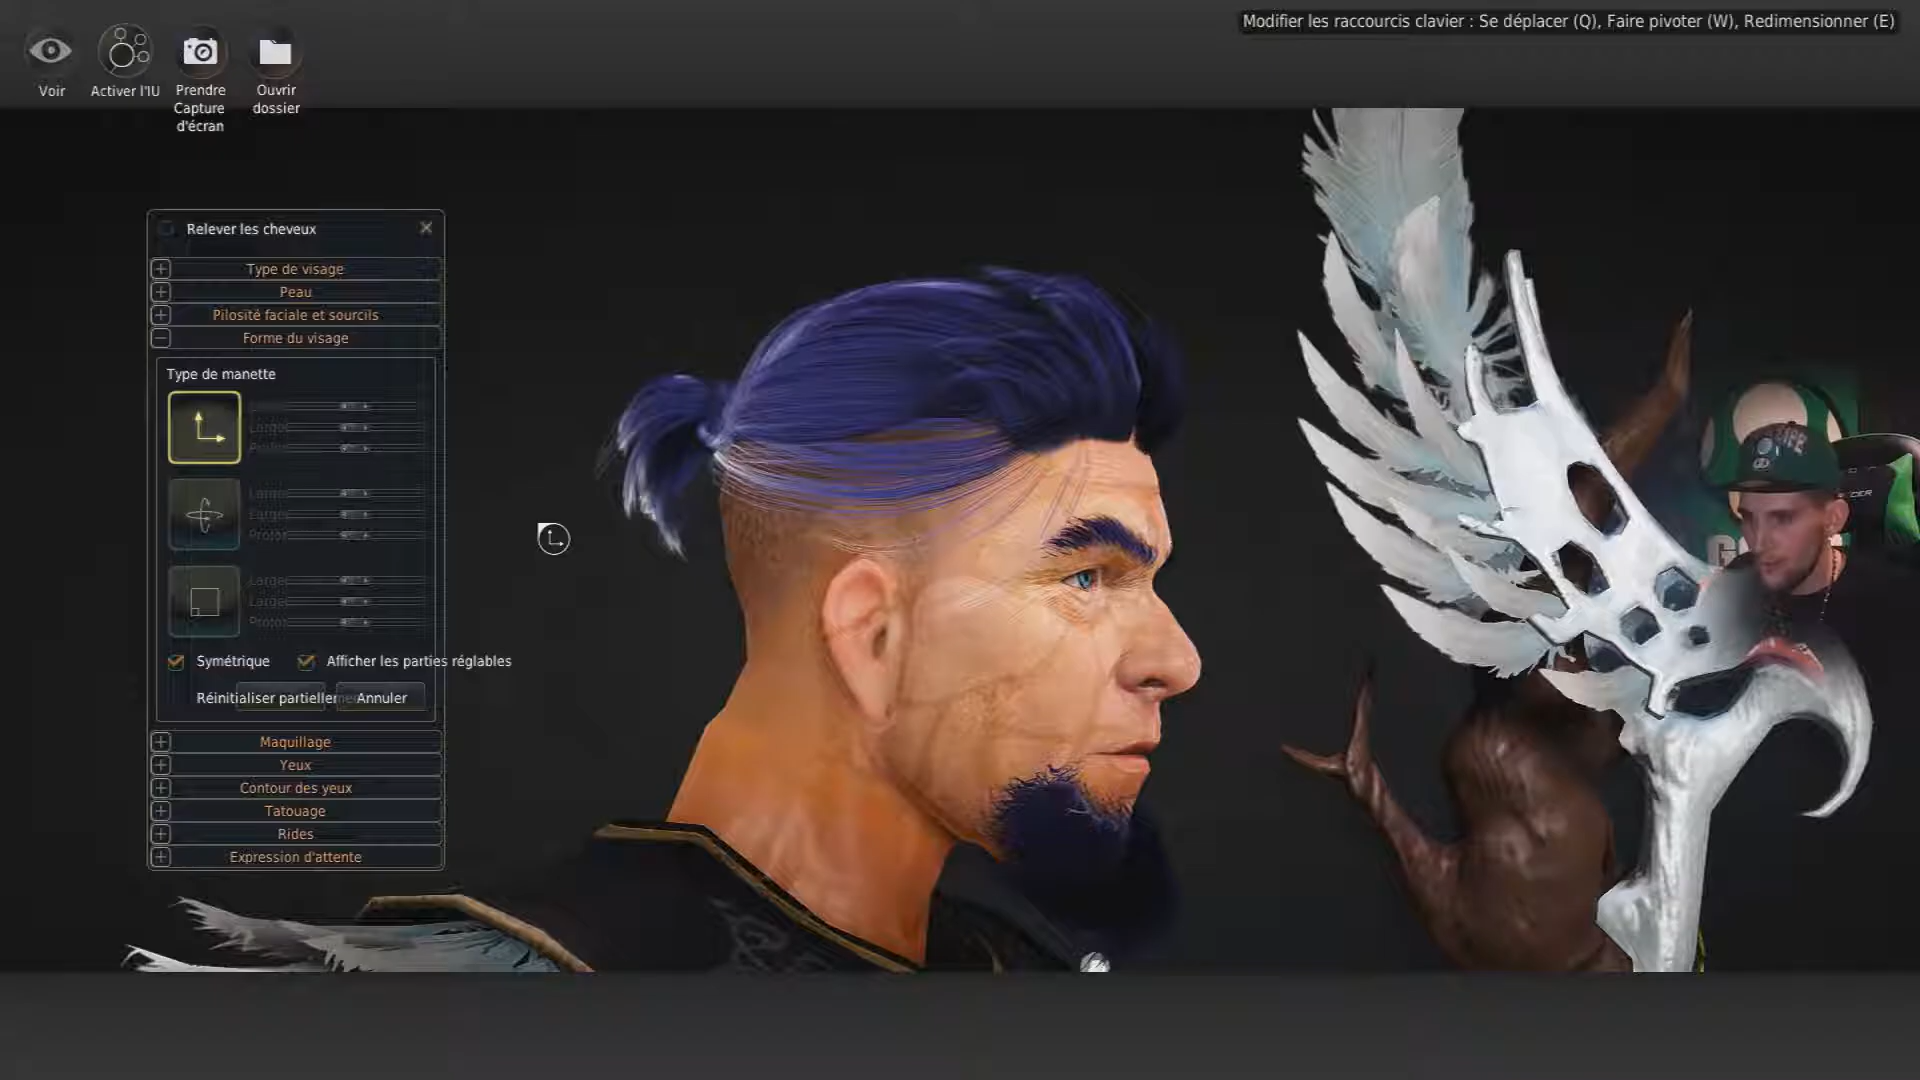 Modifier les raccourcis clavier : Se déplacer (Q), Faire pivoter (W), Redimensionner (E)
Voir
Activer l'IU
Prendre
Capture
d'écran
Ouvrir
dossier
Relever les cheveux
Type de visage
Peau
Pilosité faciale et sourcils
Forme du visage
Type de manette
Symétrique
Afficher les parties réglables
Réinitialiser partiellem
Annuler
Maquillage
Yeux
Contour des yeux
Tatouage
Rides
Expression d'attente